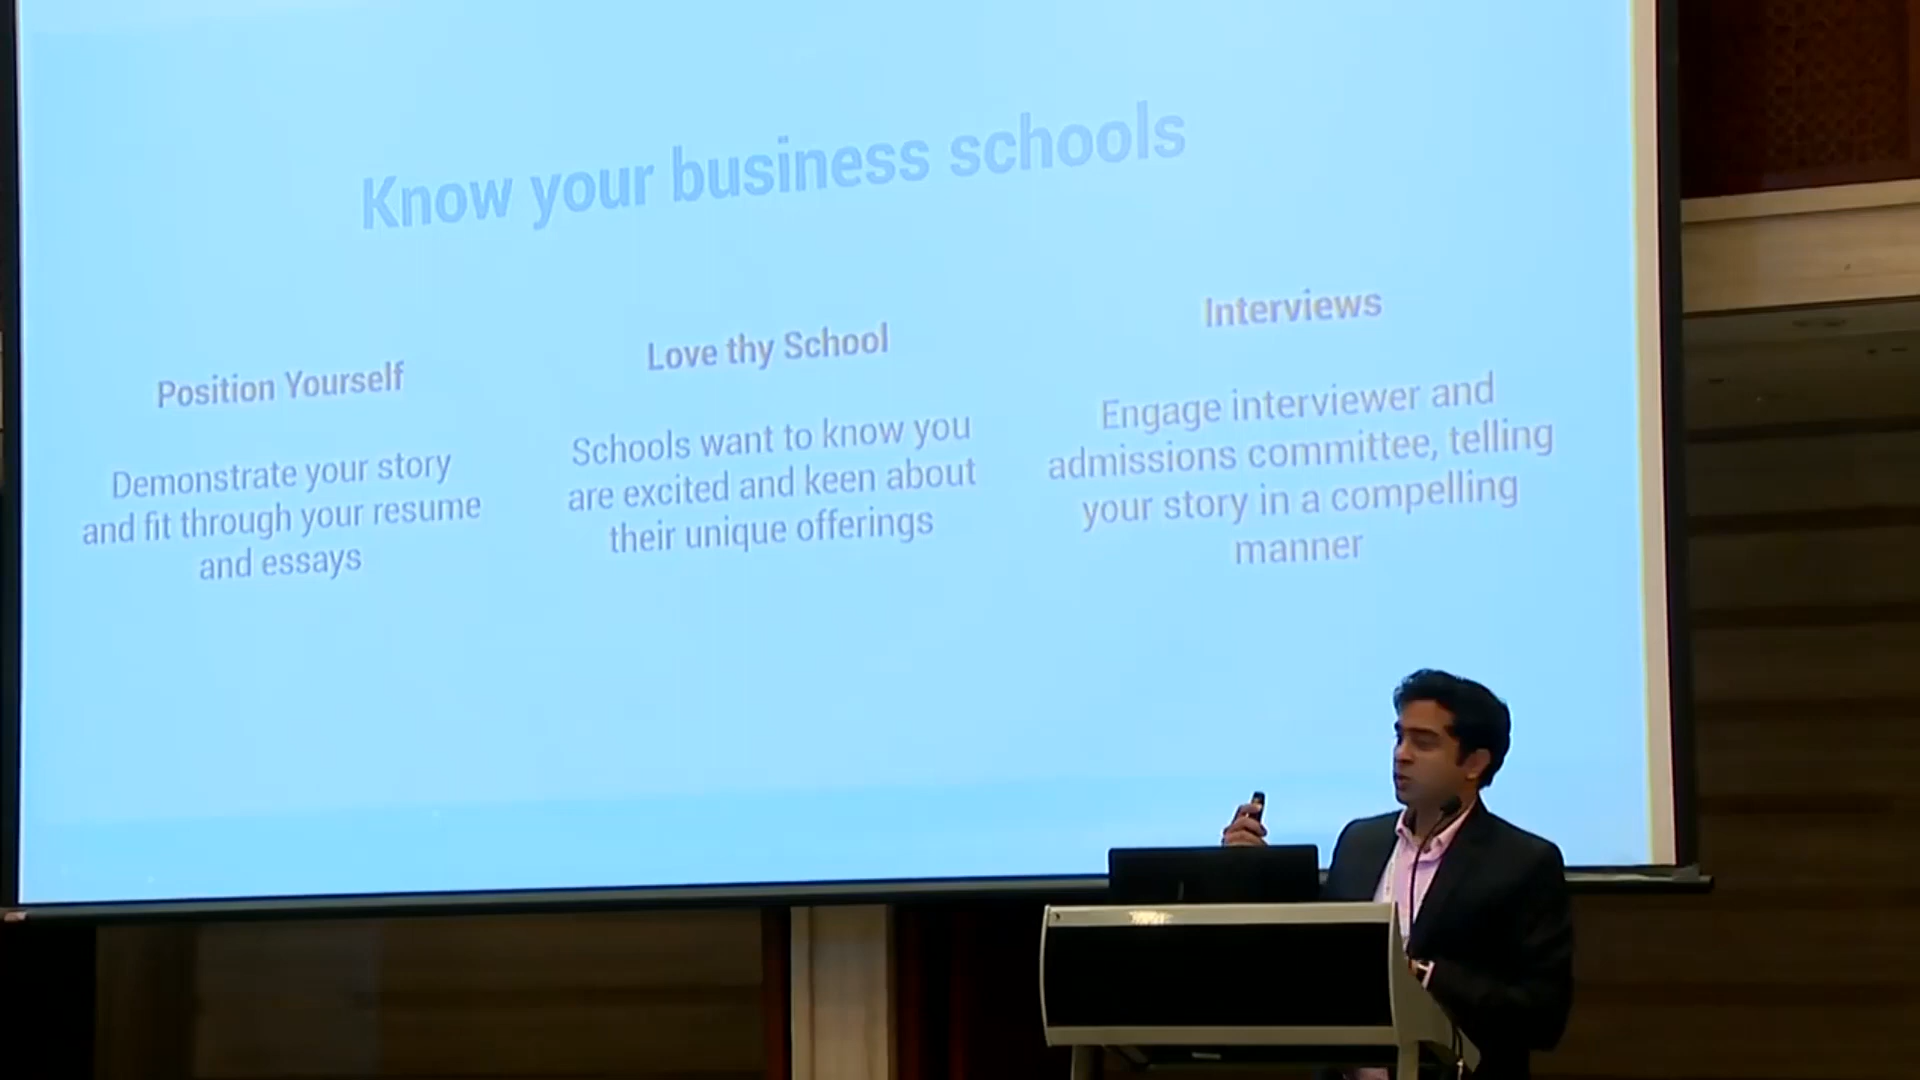 Know your business schools
Position Yourself
Demonstrate your story
and fit through your resume
and essays
Love thy School
Schools want to know you
are excited and keen about
their unique offerings
Interviews
Engage interviewer and
admissions committee, telling
your story in a compelling
manner